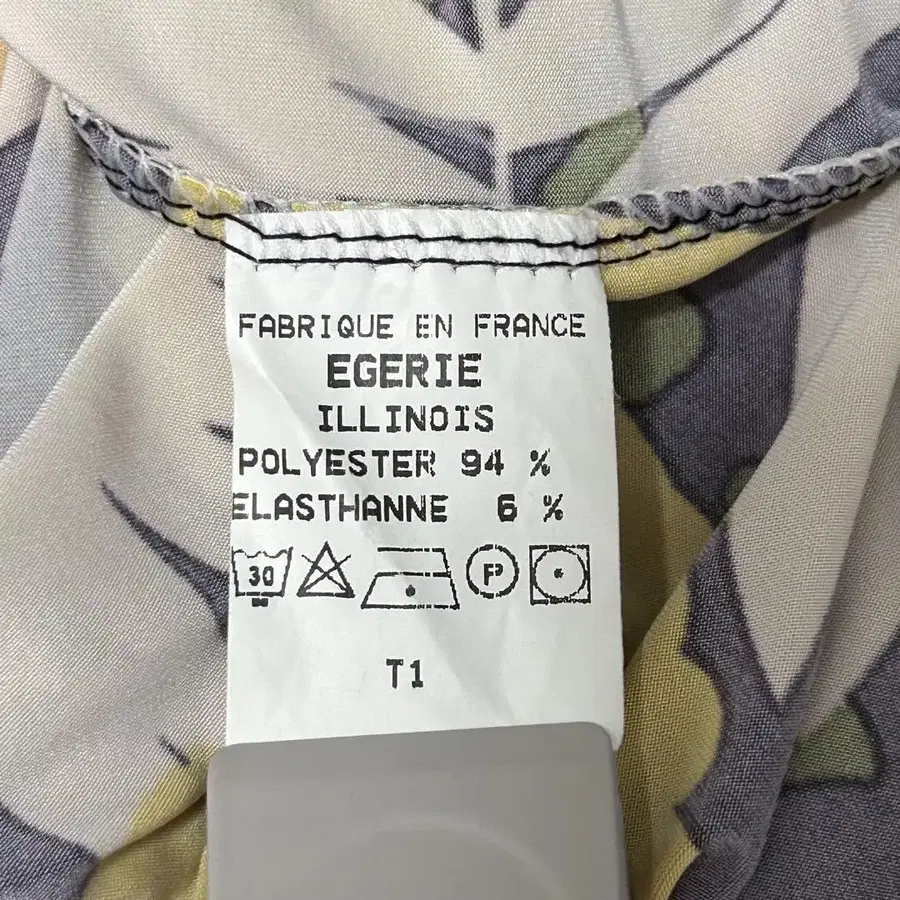 FABRIQUE EN FRANCE
EGERIE
ILLINOIS
POLYESTER 94 %
ELASTHANNE 6 %
30 P
T1